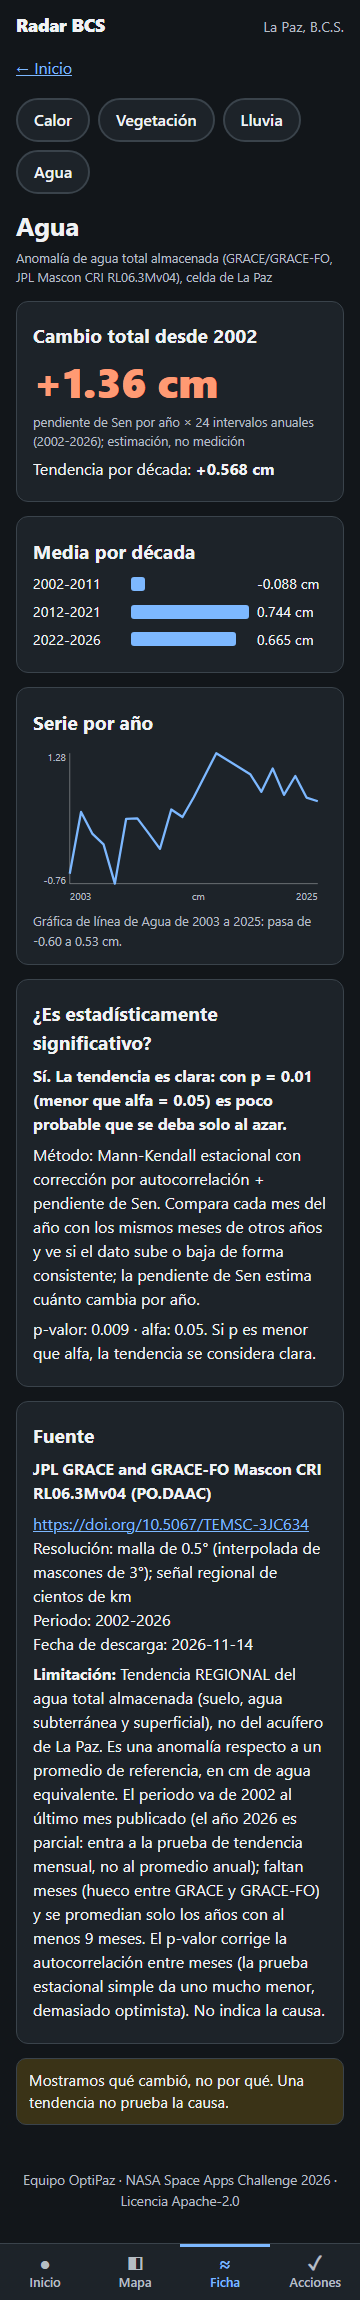 Radar BCS
La Paz, B.C.S.
← Inicio
Calor
Vegetación
Lluvia
Agua
Agua
Anomalía de agua total almacenada (GRACE/GRACE-FO,
JPL Mascon CRI RL06.3Mv04), celda de La Paz
Cambio total desde 2002
+1.36 cm
pendiente de Sen por año × 24 intervalos anuales
(2002-2026); estimación, no medición
Tendencia por década: +0.568 cm
Media por década
2002-2011 -0.088 cm
2012-2021 0.744 cm
2022-2026 0.665 cm
Serie por año
1.28
-0.76
2003 cm 2025
Gráfica de línea de Agua de 2003 a 2025: pasa de
-0.60 a 0.53 cm.
¿Es estadísticamente
significativo?
Sí. La tendencia es clara: con p = 0.01
(menor que alfa = 0.05) es poco
probable que se deba solo al azar.
Método: Mann-Kendall estacional con
corrección por autocorrelación +
pendiente de Sen. Compara cada mes del
año con los mismos meses de otros años
y ve si el dato sube o baja de forma
consistente; la pendiente de Sen estima
cuánto cambia por año.
p-valor: 0.009 · alfa: 0.05. Si p es menor
que alfa, la tendencia se considera clara.
Fuente
JPL GRACE and GRACE-FO Mascon CRI
RL06.3Mv04 (PO.DAAC)
https://doi.org/10.5067/TEMSC-3JC634
Resolución: malla de 0.5° (interpolada de
mascones de 3°); señal regional de
cientos de km
Periodo: 2002-2026
Fecha de descarga: 2026-11-14
Limitación: Tendencia REGIONAL del
agua total almacenada (suelo, agua
subterránea y superficial), no del acuífero
de La Paz. Es una anomalía respecto a un
promedio de referencia, en cm de agua
equivalente. El periodo va de 2002 al
último mes publicado (el año 2026 es
parcial: entra a la prueba de tendencia
mensual, no al promedio anual); faltan
meses (hueco entre GRACE y GRACE-FO)
y se promedian solo los años con al
menos 9 meses. El p-valor corrige la
autocorrelación entre meses (la prueba
estacional simple da uno mucho menor,
demasiado optimista). No indica la causa.
Mostramos qué cambió, no por qué. Una
tendencia no prueba la causa.
Equipo OptiPaz · NASA Space Apps Challenge 2026 ·
Licencia Apache-2.0
Inicio
Mapa
Ficha
Acciones